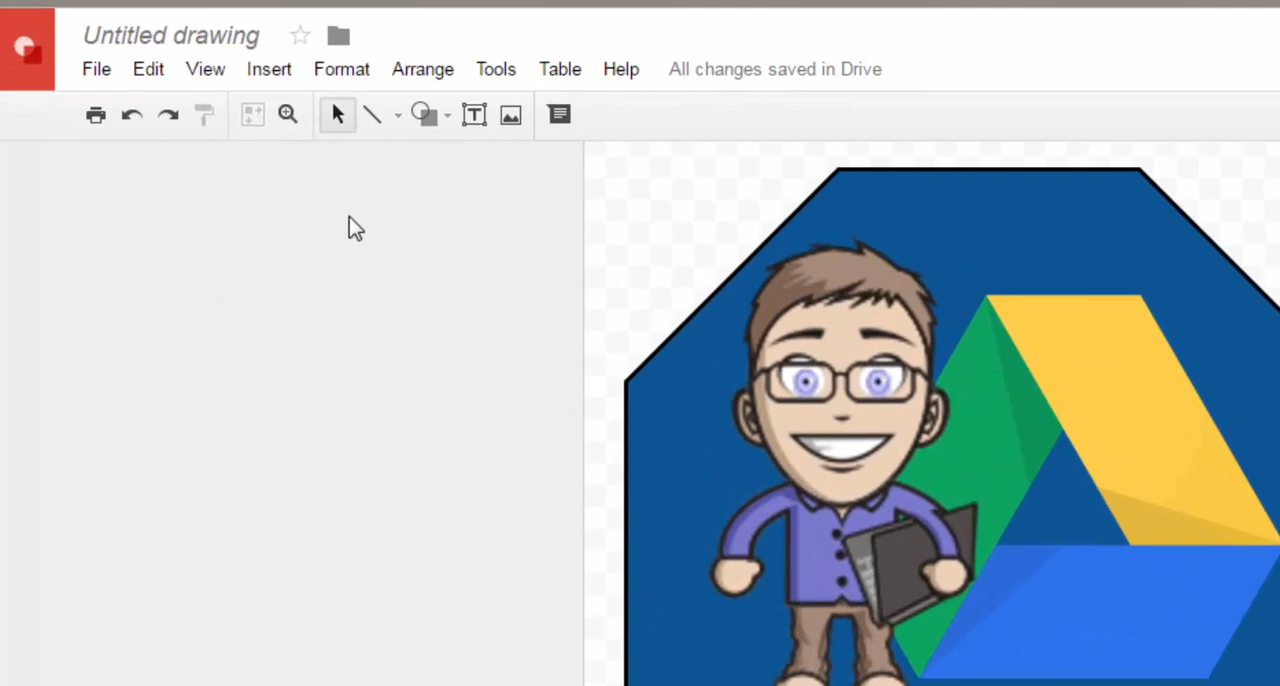 Untitled drawing
File Edit View Insert Format Arrange Tools Table Help All changes saved in Drive
T